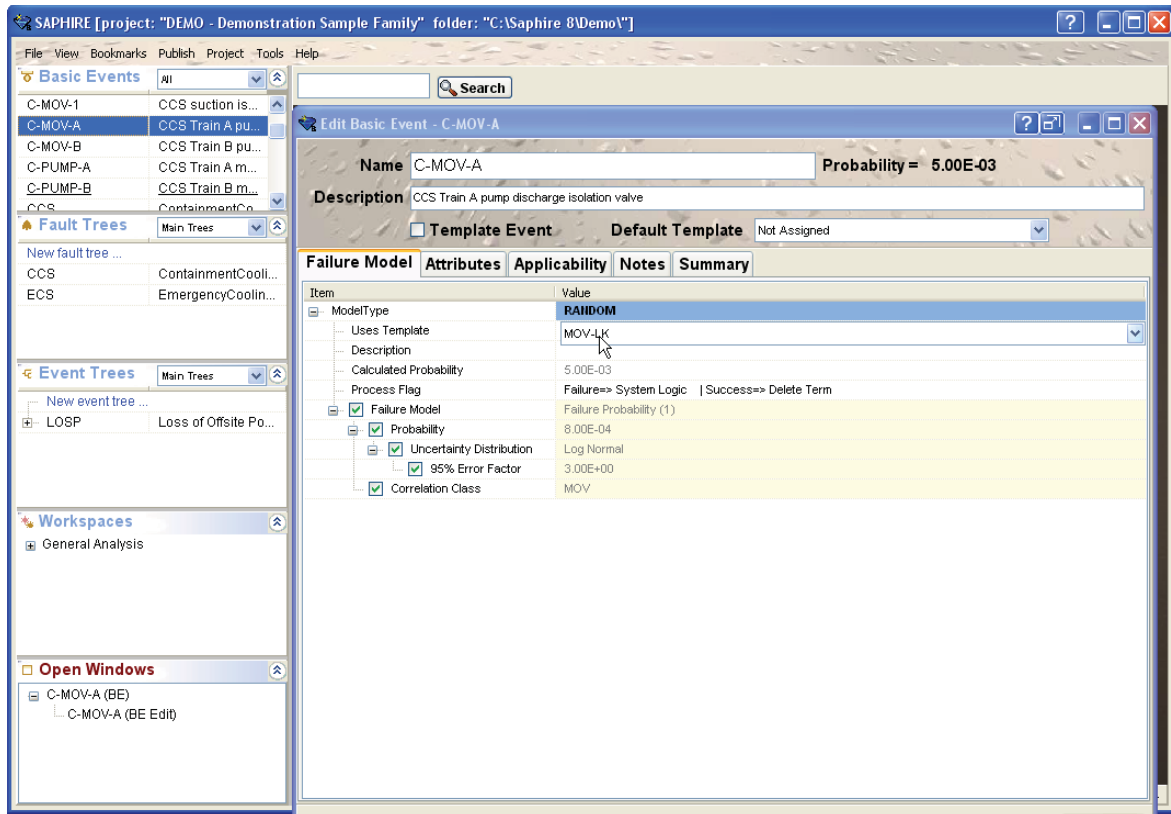 SAPHIRE [project: "DEMO - Demonstration Sample Family" folder: "C:\Saphire 8\Demo\"]
File View Bookmarks Publish Project Tools Help
Basic Events All
C-MOV-1 CCS suction is...
C-MOV-A CCS Train A pu...
C-MOV-B CCS Train B pu...
C-PUMP-A CCS Train A m...
C-PUMP-B CCS Train B m...
CCS ContainmentCo...
Fault Trees Main Trees
New fault tree ...
CCS ContainmentCooli...
ECS EmergencyCoolin...
Event Trees Main Trees
New event tree ...
LOSP Loss of Offsite Po...
Workspaces
General Analysis
Open Windows
C-MOV-A (BE)
C-MOV-A (BE Edit)
Search
Edit Basic Event - C-MOV-A
Name C-MOV-A Probability = 5.00E-03
Description CCS Train A pump discharge isolation valve
Template Event Default Template Not Assigned
Failure Model Attributes Applicability Notes Summary
Item Value
ModelType RANDOM
Uses Template MOV-LK
Description
Calculated Probability 5.00E-03
Process Flag Failure=> System Logic | Success=> Delete Term
Failure Model Failure Probability (1)
Probability 8.00E-04
Uncertainty Distribution Log Normal
95% Error Factor 3.00E+00
Correlation Class MOV